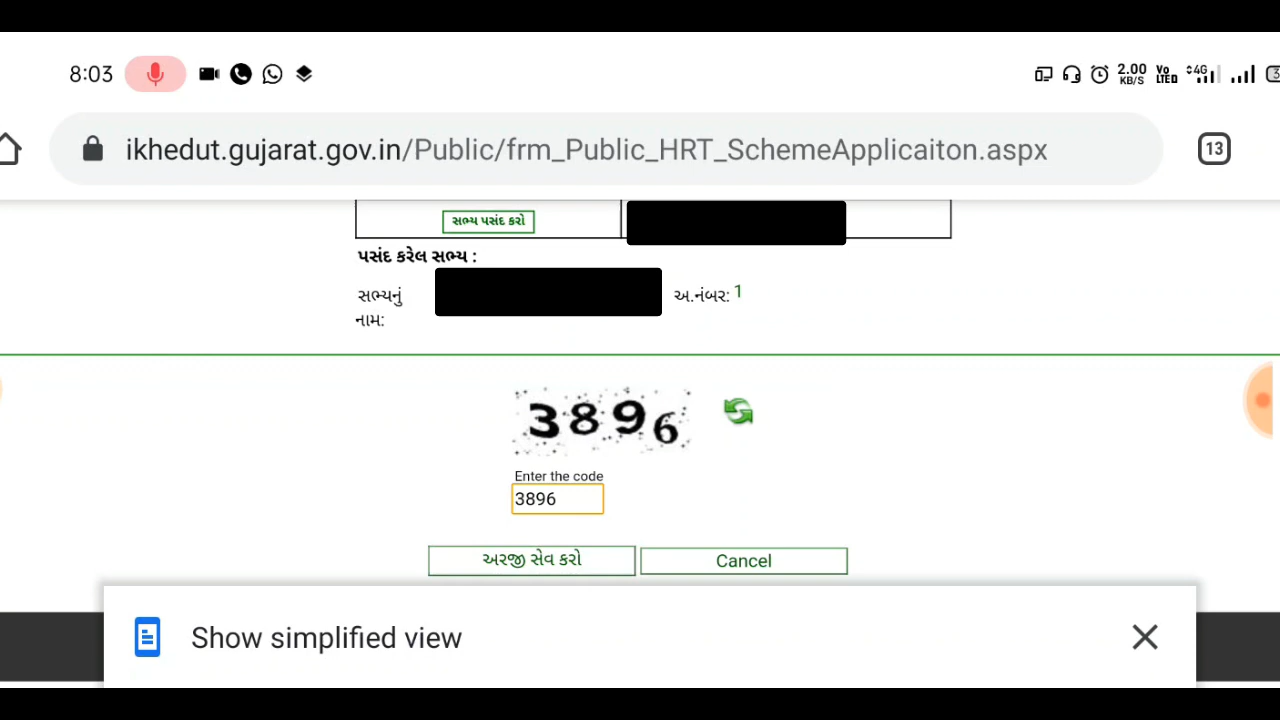 8:03 2.00 KB/S Vo LTE 4G
ikhedut.gujarat.gov.in/Public/frm_Public_HRT_SchemeApplicaiton.aspx 13
સભ્ય પસંદ કરો
પસંદ કરેલ સભ્ય :
સભ્યનું અ.નંબર: 1
નામ:
3896
Enter the code
3896
અરજી સેવ કરો Cancel
Show simplified view